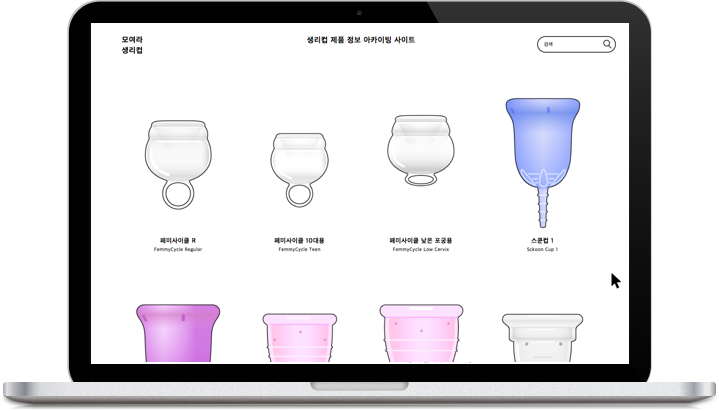 모여라
생리컵
생리컵 제품 정보 아카이빙 사이트
검색
페미사이클 R
FemmyCycle Regular
페미사이클 10대용
FemmyCycle Teen
페미사이클 낮은 포궁용
FemmyCycle Low Cervix
스쿤컵 1
Sckoon Cup 1